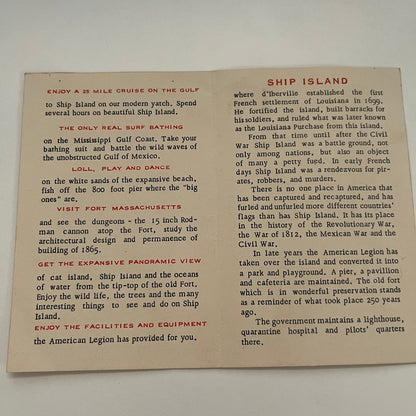 ENJOY A 25 MILE CRUISE ON THE GULF
to Ship Island on our modern yatch. Spend
several hours on beautiful Ship Island.
THE ONLY REAL SURF BATHING
on the Mississippi Gulf Coast. Take your
bathing suit and battle the wild waves of
the unobstructed Gulf of Mexico.
LOLL, PLAY AND DANCE
on the white sands of the expansive beach,
fish off the 800 foot pier where the "big
ones" are.
VISIT FORT MASSACHUSETTS
and see the dungeons - the 15 inch Rod-
man cannon atop the Fort, study the
architectural design and permanence of
building of 1865.
GET THE EXPANSIVE PANORAMIC VIEW
of cat island, Ship Island and the oceans
of water from the tip-top of the old Fort.
Enjoy the wild life, the trees and the many
interesting things to see and do on Ship
Island.
ENJOY THE FACILITIES AND EQUIPMENT
the American Legion has provided for you.
SHIP ISLAND
where d'Iberville established the first
French settlement of Louisiana in 1699.
He fortified the island, built barracks for
his soldiers, and ruled what was later known
as the Louisiana Purchase from this island.
From that time until after the Civil
War Ship Island was a battle ground, not
only among nations, but also an object
of many a petty fued. In early French
days Ship Island was a rendezvous for pir-
ates, robbers, and murders.
There is no one place in America that
has been captured and recaptured, and has
furled and unfurled more different countries'
flags than has Ship Island. It has its place
in the history of the Revolutionary War,
the War of 1812, the Mexican War and the
Civil War.
In late years the American Legion has
taken over the island and converted it into
a park and playground. A pier, a pavillion
and cafeteria are maintained. The old fort
which is in wonderful preservation stands
as a reminder of what took place 250 years
ago.
The government maintains a lighthouse,
quarantine hospital and pilots' quarters
there.